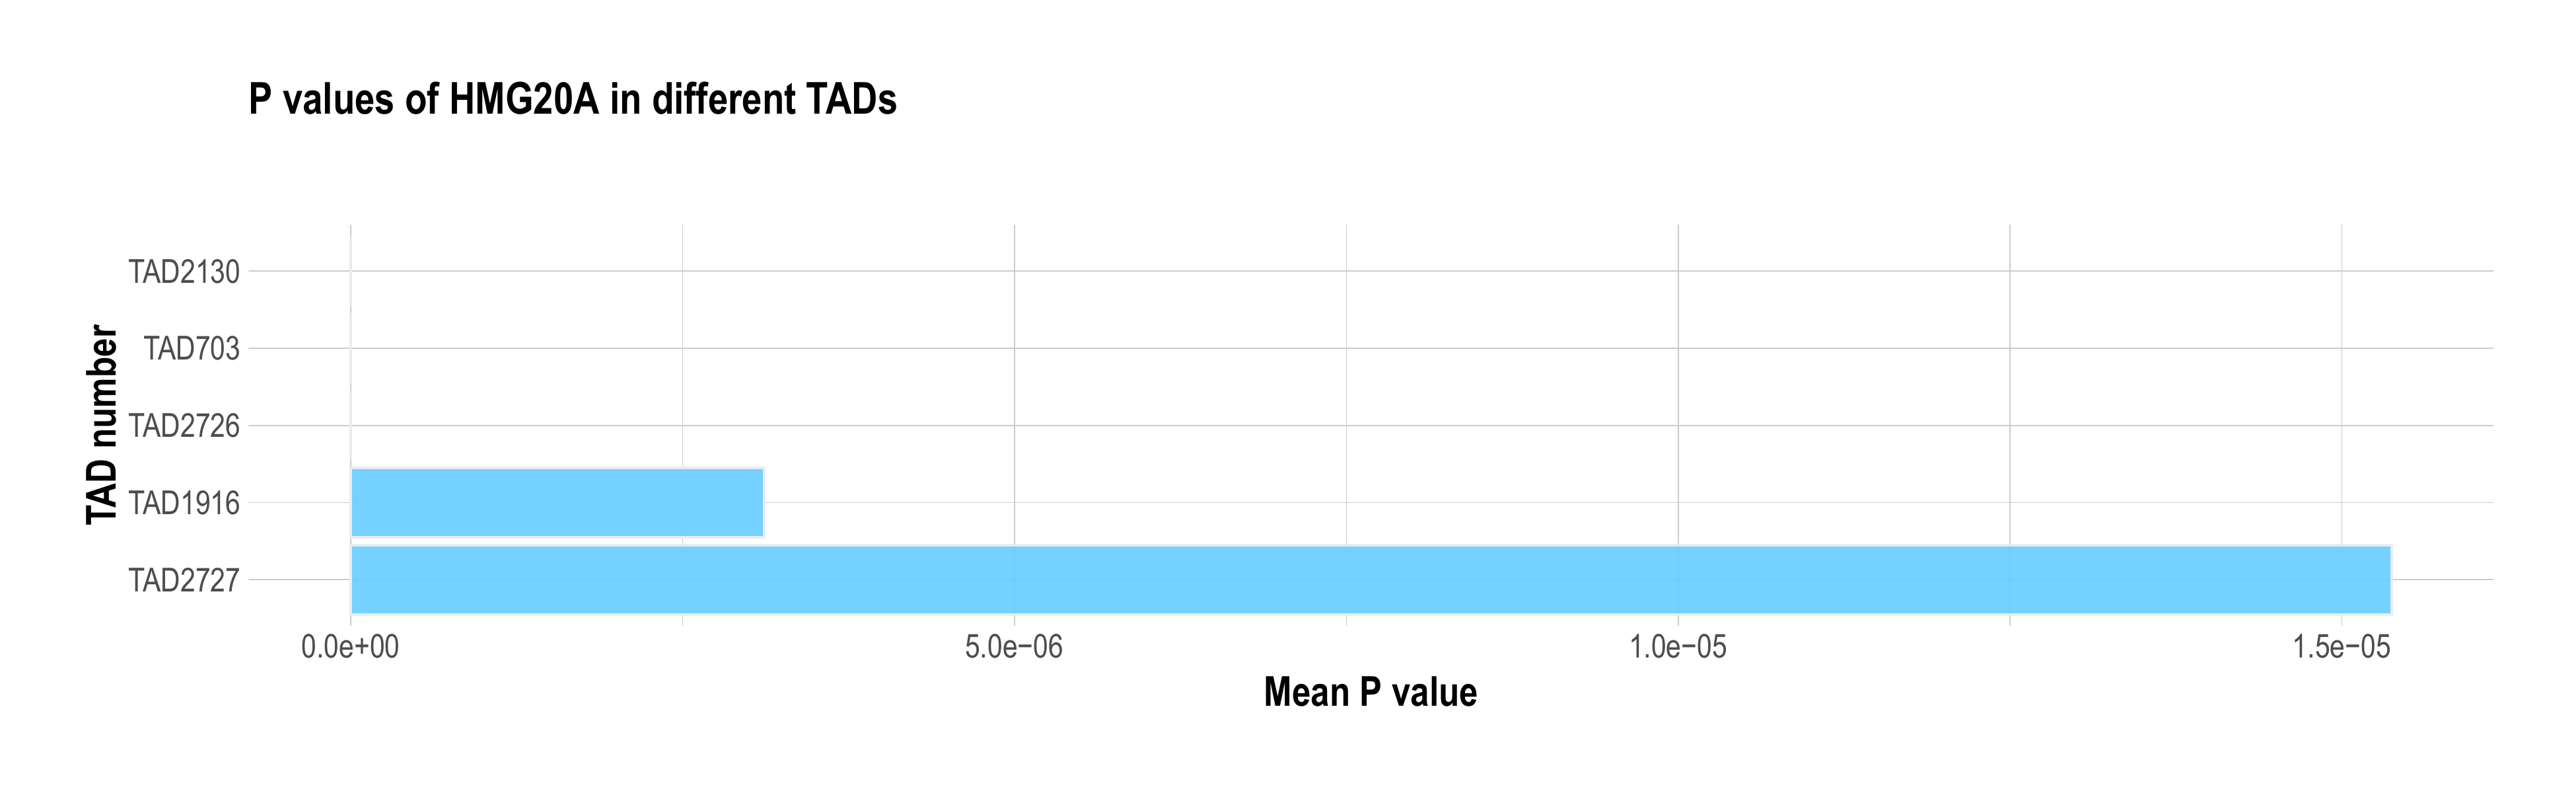 P values of HMG20A in different TADs
TAD number
TAD2130
TAD703
TAD2726
TAD1916
TAD2727
0.0e+00
5.0e−06
1.0e−05
1.5e−05
Mean P value